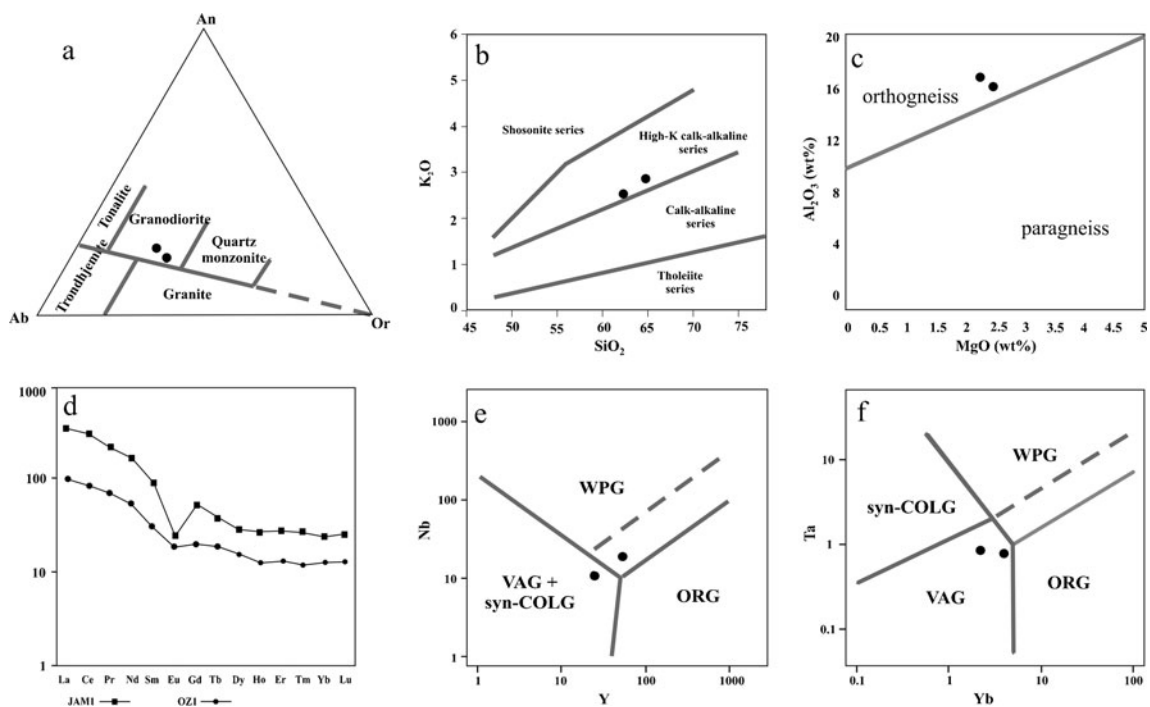 a
An
Tonalite
Granodiorite
Trondhjemite
Quartz
monzonite
Granite
Ab
Or
b
K2O
6
5
4
3
2
1
0
Shosonite series
High-K calk-alkaline
series
Calk-alkaline
series
Tholeiite
series
45 50 55 60 65 70 75
SiO2
c
Al2O3 (wt%)
20
16
12
8
4
0
orthogneiss
paragneiss
0 0.5 1 1.5 2 2.5 3 3.5 4 4.5 5
MgO (wt%)
d
1000
100
10
1
La Ce Pr Nd Sm Eu Gd Tb Dy Ho Er Tm Yb Lu
JAM1 OZ1
e
Nb
1000
100
10
1
WPG
VAG +
syn-COLG
ORG
1 10 100 1000
Y
f
Ta
10
1
0.1
WPG
syn-COLG
VAG
ORG
0.1 1 10 100
Yb